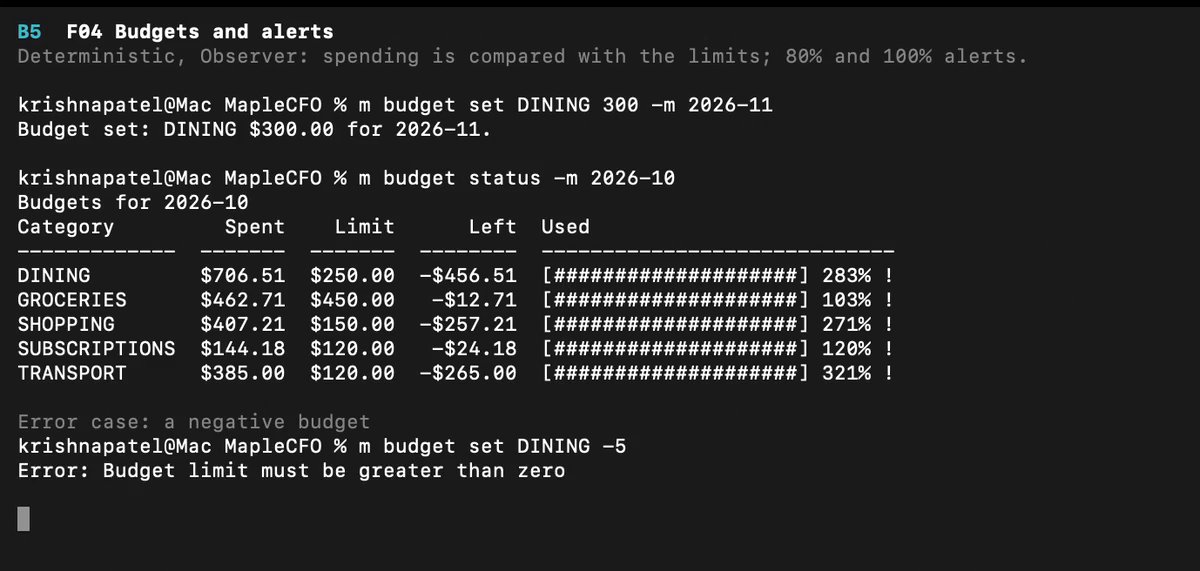 B5  F04 Budgets and alerts
Deterministic, Observer: spending is compared with the limits; 80% and 100% alerts.
krishnapatel@Mac MapleCFO % m budget set DINING 300 -m 2026-11
Budget set: DINING $300.00 for 2026-11.
krishnapatel@Mac MapleCFO % m budget status -m 2026-10
Budgets for 2026-10
Category         Spent    Limit      Left  Used
-------------  -------  -------  --------  -----------------------------
DINING         $706.51  $250.00  -$456.51  [####################] 283% !
GROCERIES      $462.71  $450.00   -$12.71  [####################] 103% !
SHOPPING       $407.21  $150.00  -$257.21  [####################] 271% !
SUBSCRIPTIONS  $144.18  $120.00   -$24.18  [####################] 120% !
TRANSPORT      $385.00  $120.00  -$265.00  [####################] 321% !
Error case: a negative budget
krishnapatel@Mac MapleCFO % m budget set DINING -5
Error: Budget limit must be greater than zero